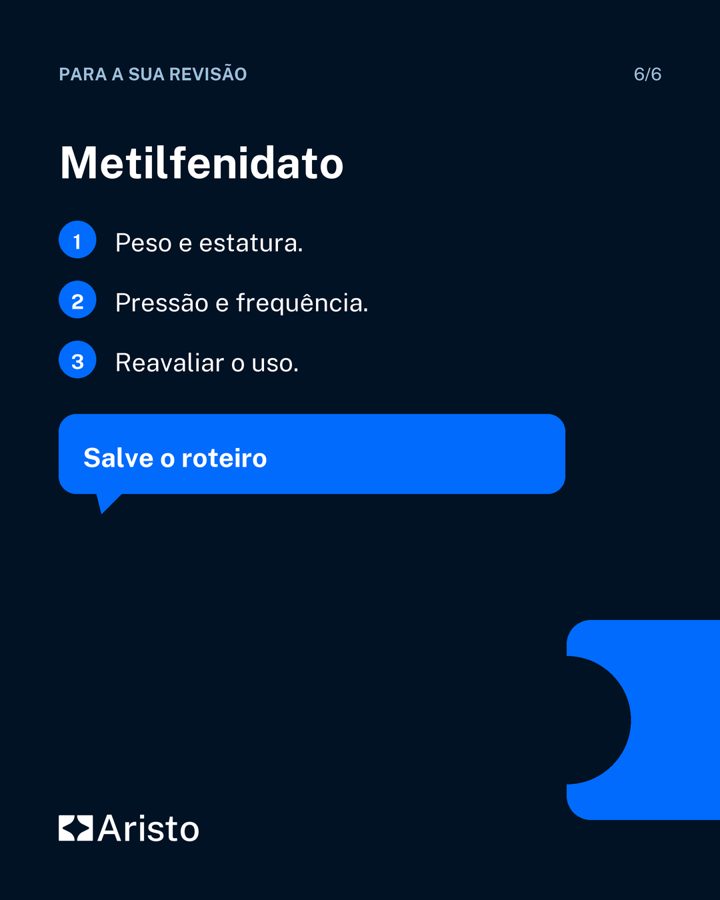 PARA A SUA REVISÃO
6/6
Metilfenidato
1 Peso e estatura.
2 Pressão e frequência.
3 Reavaliar o uso.
Salve o roteiro
Aristo